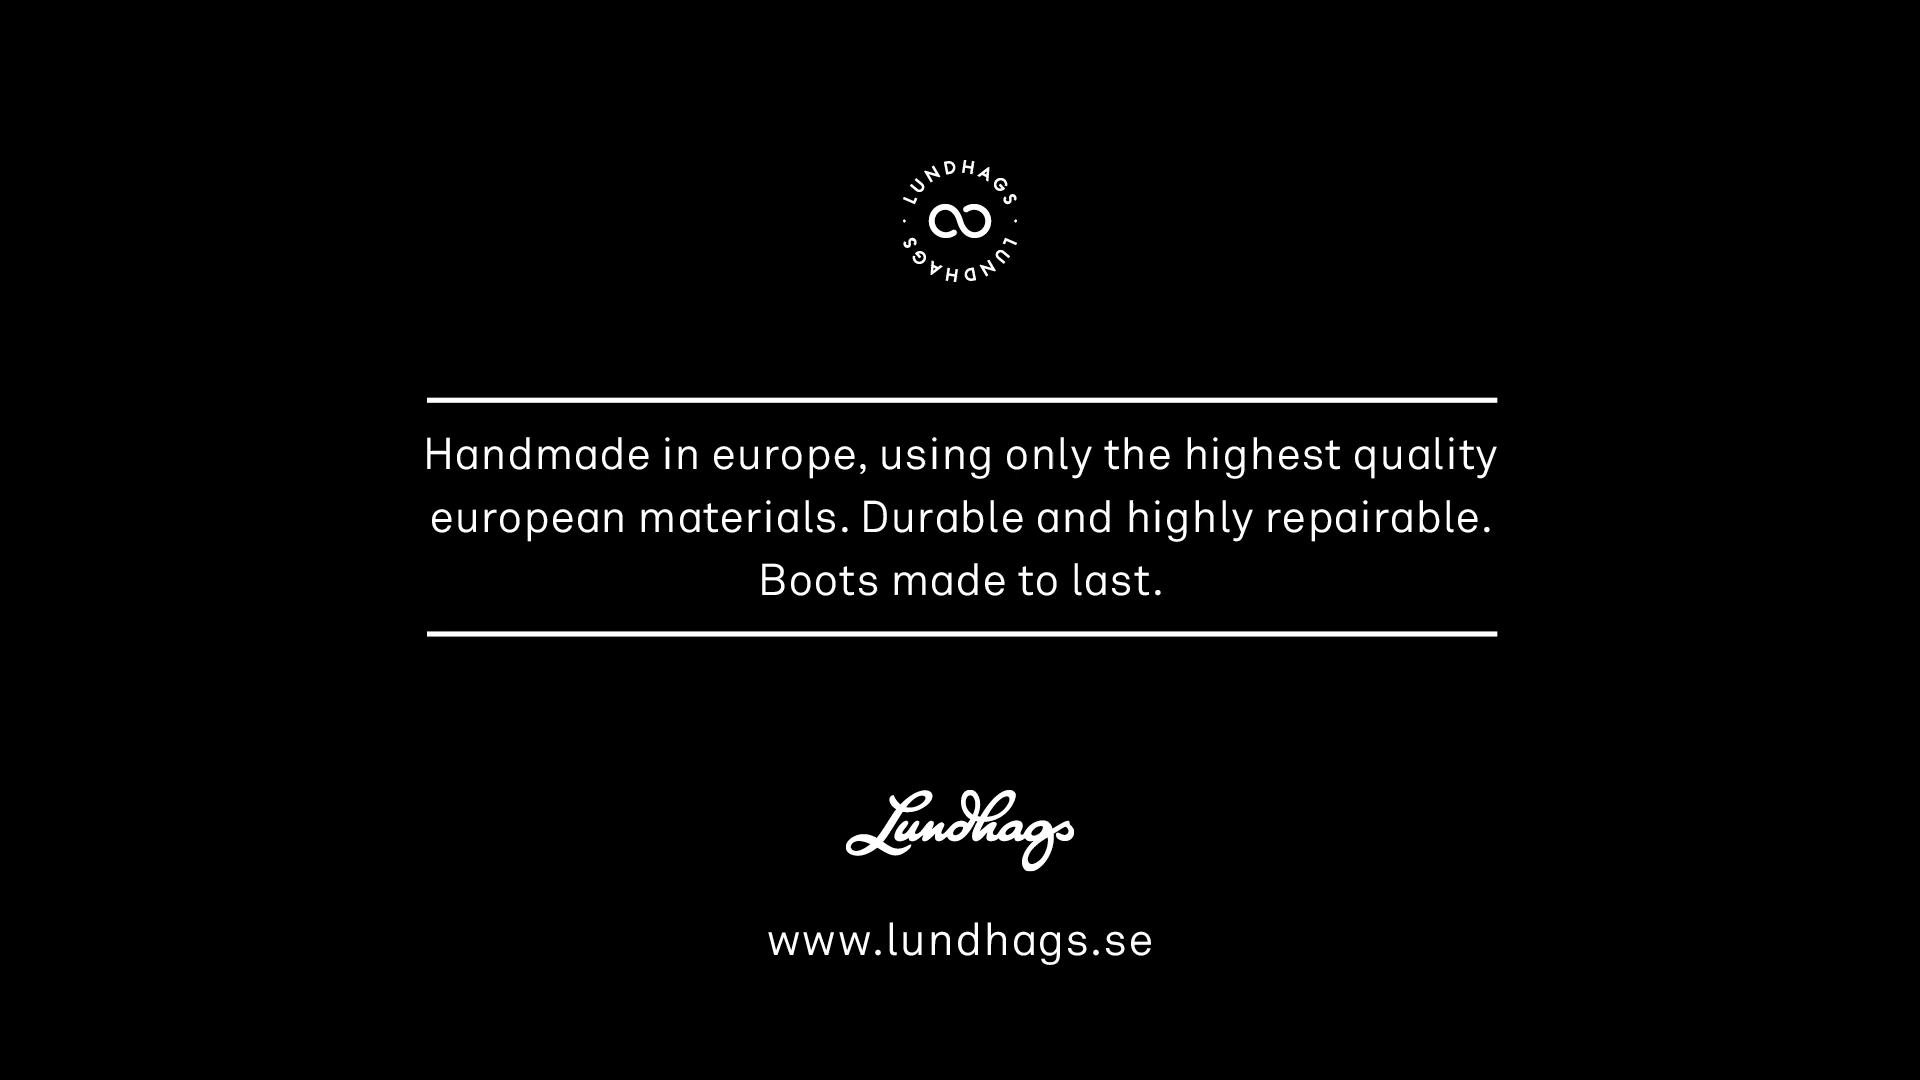 LUNDHAGS · LUNDHAGS ·
Handmade in europe, using only the highest quality
european materials. Durable and highly repairable.
Boots made to last.
Lundhags
www.lundhags.se